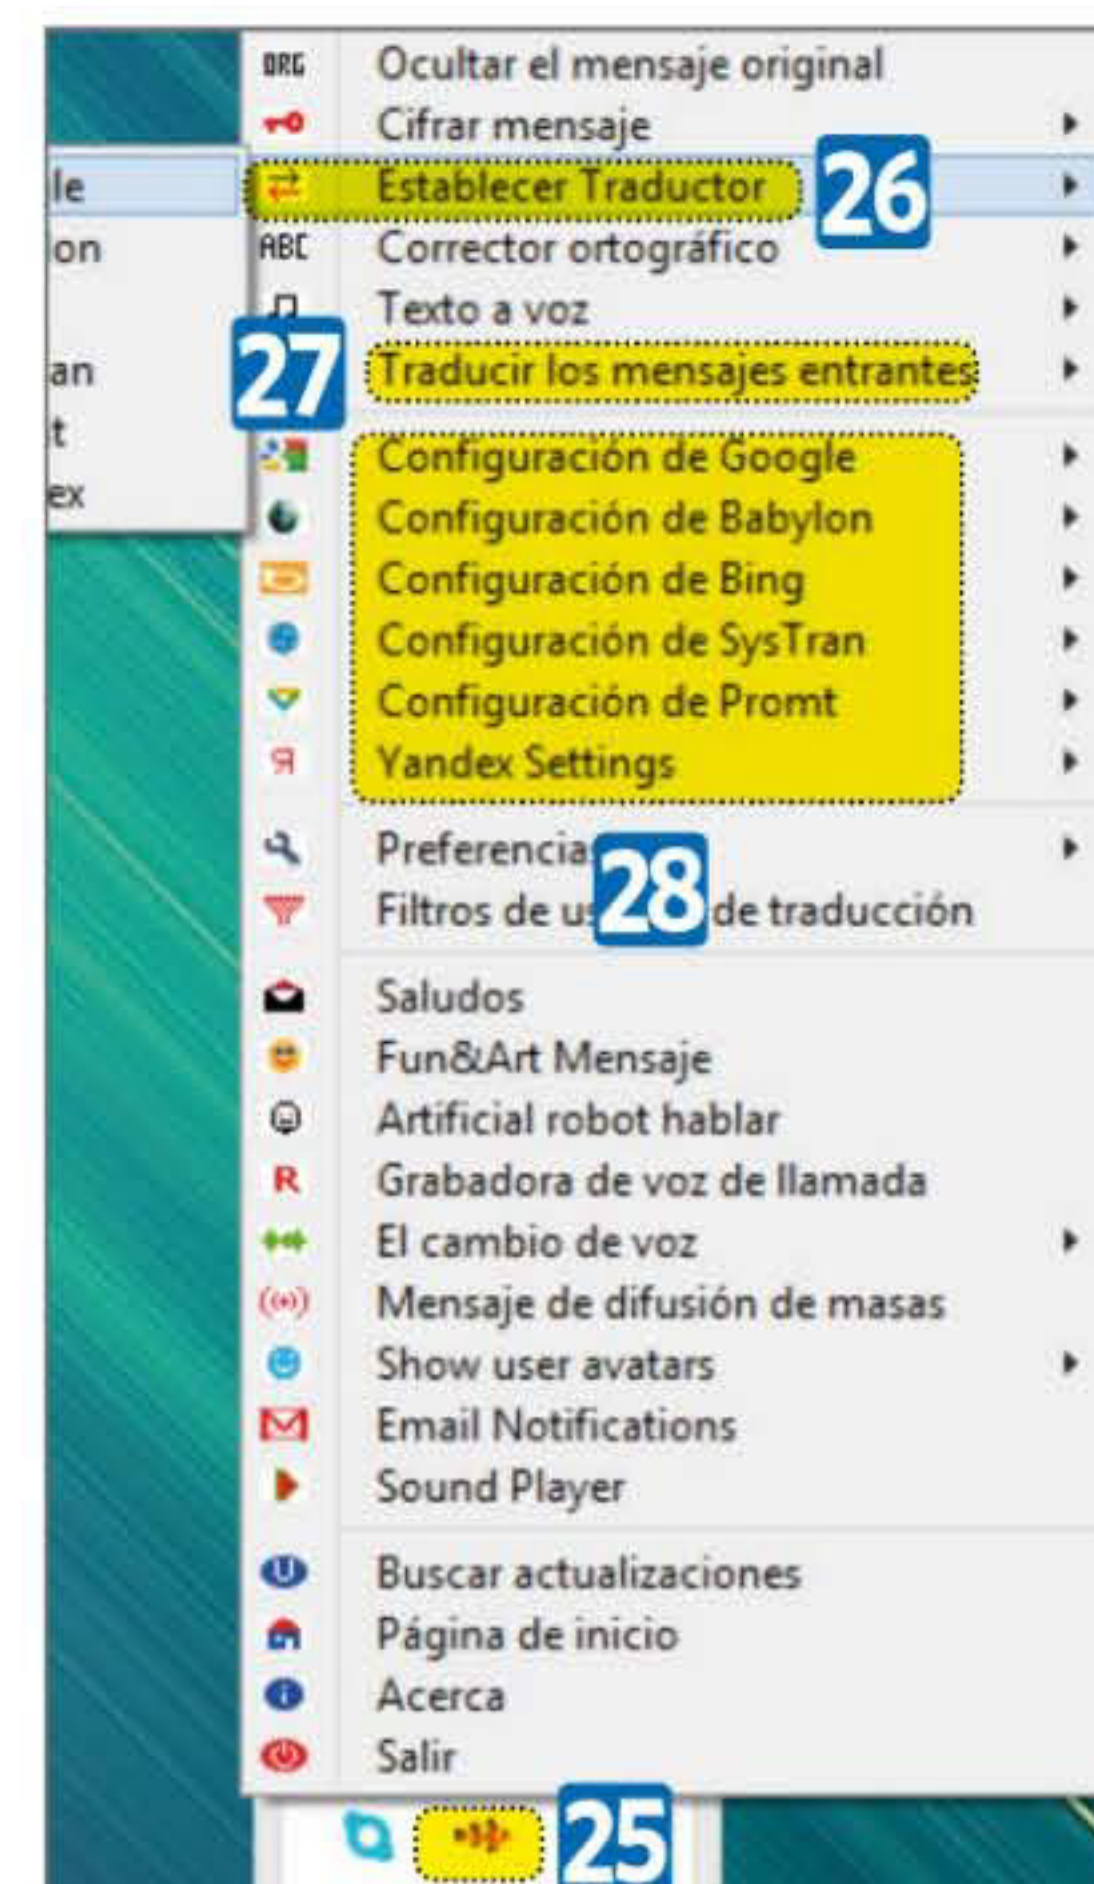 ORG Ocultar el mensaje original
Cifrar mensaje
le Establecer Traductor 26
on ABC Corrector ortográfico
Texto a voz
an 27 Traducir los mensajes entrantes
t Configuración de Google
ex Configuración de Babylon
Configuración de Bing
Configuración de SysTran
Configuración de Promt
Я Yandex Settings
Preferencia
28
Filtros de us de traducción
Saludos
Fun&Art Mensaje
Artificial robot hablar
R Grabadora de voz de llamada
El cambio de voz
Mensaje de difusión de masas
Show user avatars
Email Notifications
Sound Player
U Buscar actualizaciones
Página de inicio
i Acerca
Salir
25